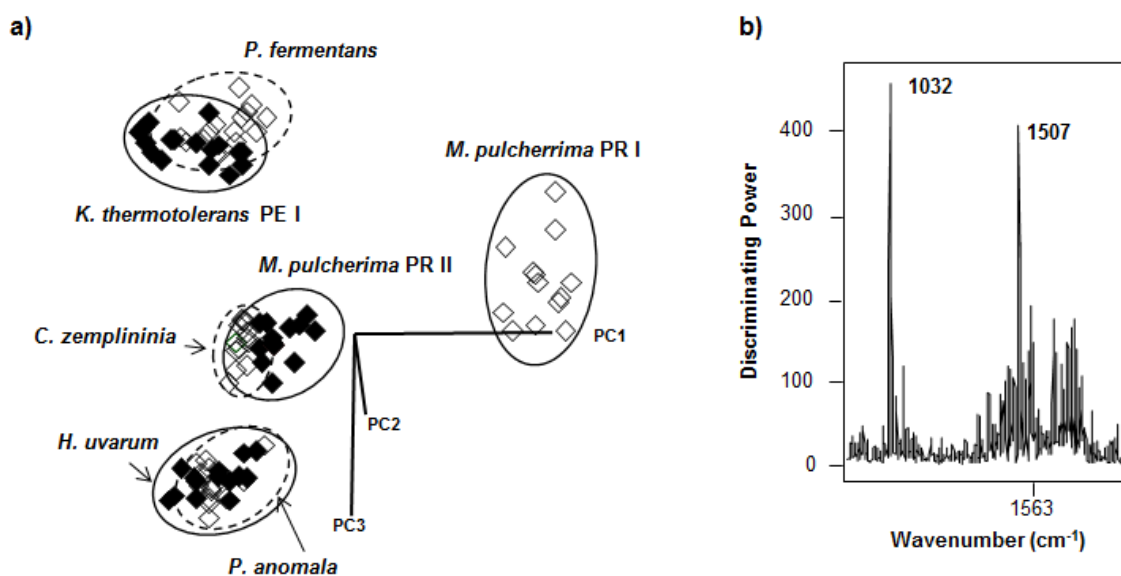 a)
P. fermentans
M. pulcherrima PR I
K. thermotolerans PE I
M. pulcherima PR II
C. zemplininia
PC1
PC2
H. uvarum
PC3
P. anomala
b)
1032
1507
400
300
200
100
0
Discriminating Power
1563
Wavenumber (cm-1)